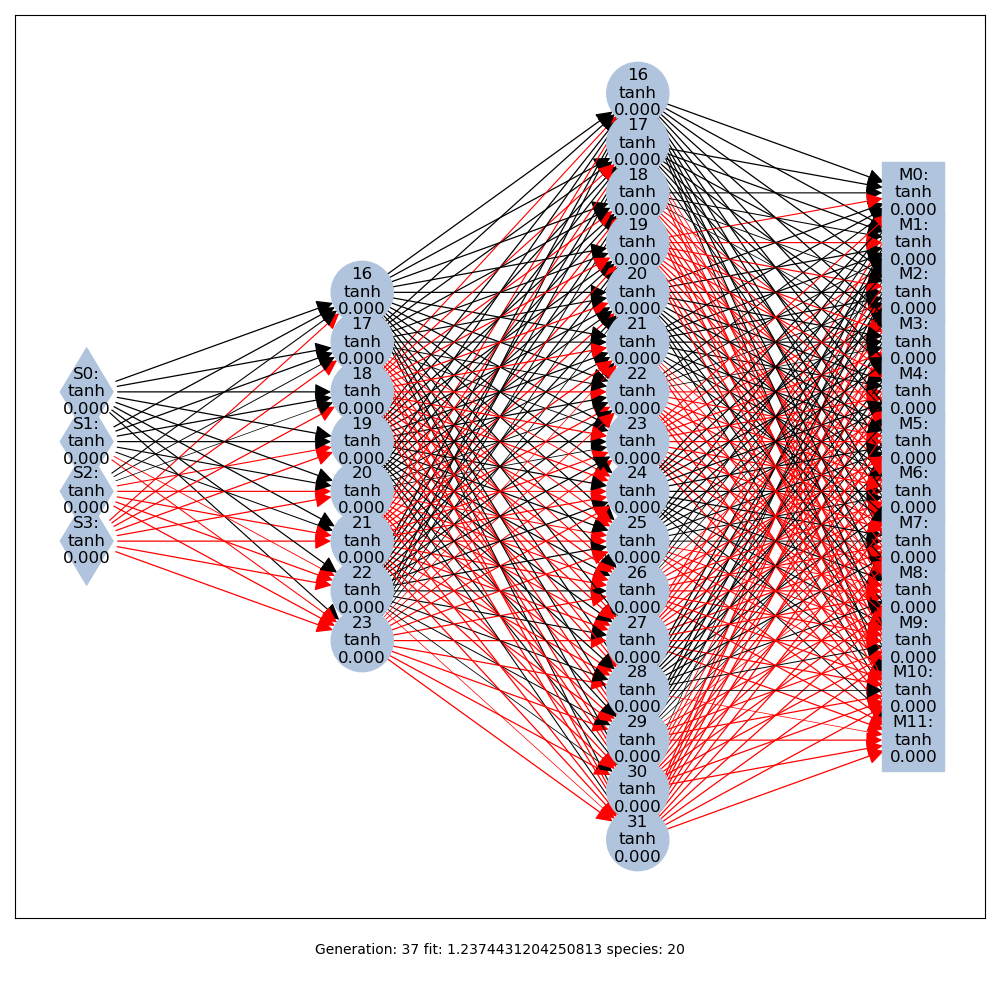 S0:
tanh
0.000
S1:
tanh
0.000
S2:
tanh
0.000
S3:
tanh
0.000
16
tanh
0.000
17
tanh
0.000
18
tanh
0.000
19
tanh
0.000
20
tanh
0.000
21
tanh
0.000
22
tanh
0.000
23
tanh
0.000
16
tanh
0.000
17
tanh
0.000
18
tanh
0.000
19
tanh
0.000
20
tanh
0.000
21
tanh
0.000
22
tanh
0.000
23
tanh
0.000
24
tanh
0.000
25
tanh
0.000
26
tanh
0.000
27
tanh
0.000
28
tanh
0.000
29
tanh
0.000
30
tanh
0.000
31
tanh
0.000
M0:
tanh
0.000
M1:
tanh
0.000
M2:
tanh
0.000
M3:
tanh
0.000
M4:
tanh
0.000
M5:
tanh
0.000
M6:
tanh
0.000
M7:
tanh
0.000
M8:
tanh
0.000
M9:
tanh
0.000
M10:
tanh
0.000
M11:
tanh
0.000
Generation: 37 fit: 1.2374431204250813 species: 20